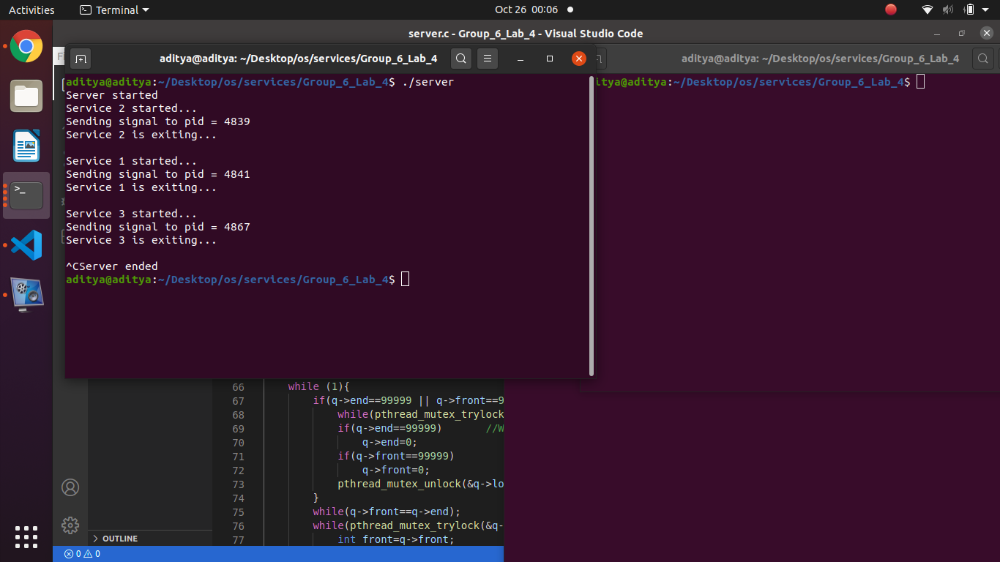 Activities
Terminal
Oct 26 00:06
server.c - Group_6_Lab_4 - Visual Studio Code
aditya@aditya: ~/Desktop/os/services/Group_6_Lab_4
aditya@aditya: ~/Desktop/os/services/Group_6_Lab_4
aditya@aditya:~/Desktop/os/services/Group_6_Lab_4$ ./server
Server started
Service 2 started...
Sending signal to pid = 4839
Service 2 is exiting...
Service 1 started...
Sending signal to pid = 4841
Service 1 is exiting...
Service 3 started...
Sending signal to pid = 4867
Service 3 is exiting...
^CServer ended
aditya@aditya:~/Desktop/os/services/Group_6_Lab_4$
itya@aditya:~/Desktop/os/services/Group_6_Lab_4$
66 while (1){
67 if(q->end==99999 || q->front==9
68 while(pthread_mutex_trylock
69 if(q->end==99999) //W
70 q->end=0;
71 if(q->front==99999)
72 q->front=0;
73 pthread_mutex_unlock(&q->lo
74 }
75 while(q->front==q->end);
76 while(pthread_mutex_trylock(&q-
77 int front=q->front;
OUTLINE
0 0